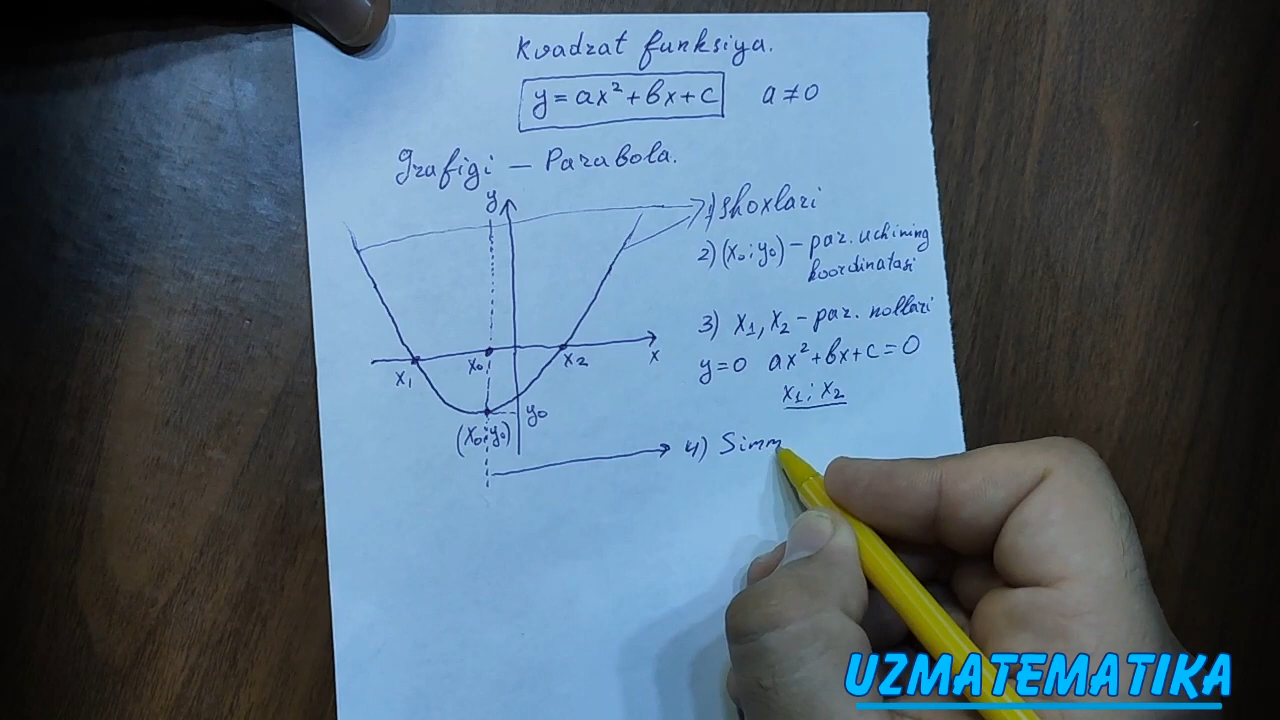 Kvadrat funksiya.
y = ax² + bx + c    a ≠ 0
Grafigi — Parabola.
y
1) Shoxlari
2) (x₀; y₀) – par. uchining
koordinatasi
3) x₁, x₂ – par. nollari
y = 0   ax² + bx + c = 0
x₁; x₂
x₁   x₀   x₂   x
y₀
(x₀; y₀)
4) Simm
UZMATEMATIKA